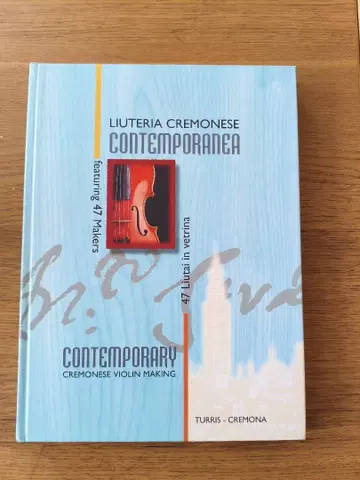 LIUTERIA CREMONESE
CONTEMPORANEA
featuring 47 Makers
47 Liutai in vetrina
CONTEMPORARY
CREMONESE VIOLIN MAKING
TURRIS - CREMONA